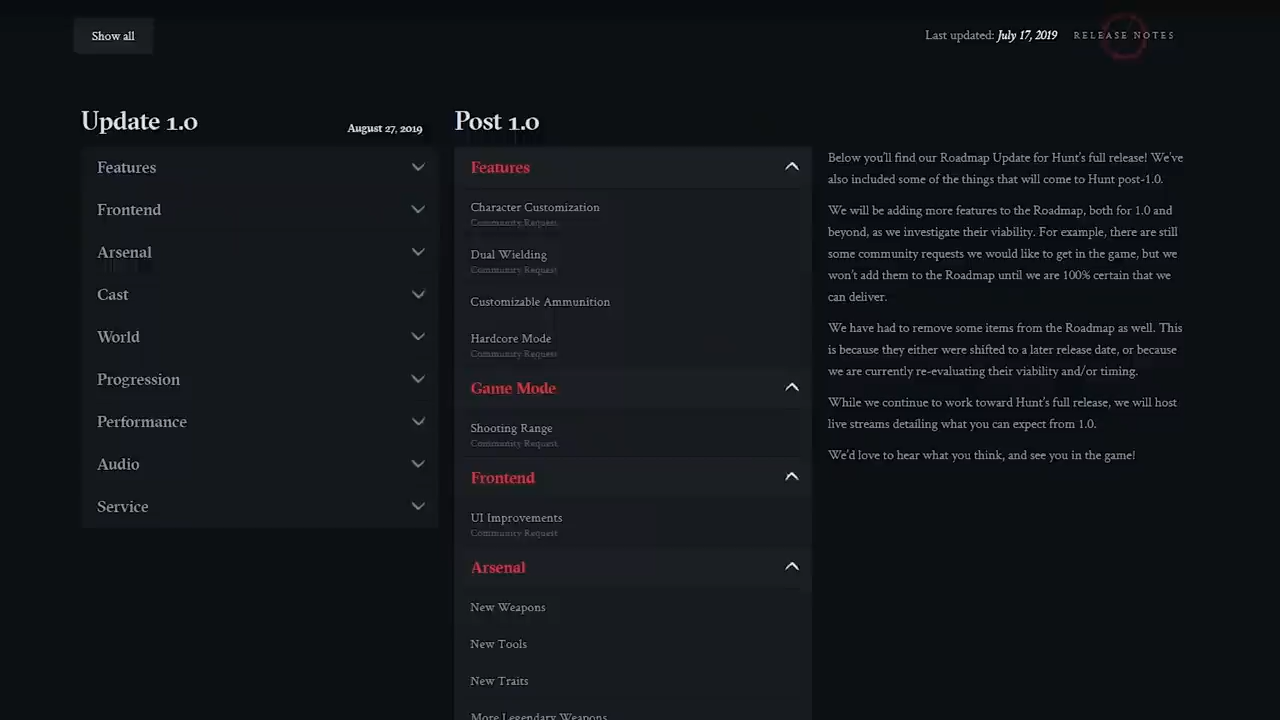 Show all
Last updated: July 17, 2019
RELEASE NOTES
Update 1.0
August 27, 2019
Features
Frontend
Arsenal
Cast
World
Progression
Performance
Audio
Service
Post 1.0
Features
Character Customization
Community Request
Dual Wielding
Community Request
Customizable Ammunition
Hardcore Mode
Community Request
Game Mode
Shooting Range
Community Request
Frontend
UI Improvements
Community Request
Arsenal
New Weapons
New Tools
New Traits
More Legendary Weapons
Below you'll find our Roadmap Update for Hunt's full release! We've
also included some of the things that will come to Hunt post-1.0.
We will be adding more features to the Roadmap, both for 1.0 and
beyond, as we investigate their viability. For example, there are still
some community requests we would like to get in the game, but we
won't add them to the Roadmap until we are 100% certain that we
can deliver.
We have had to remove some items from the Roadmap as well. This
is because they either were shifted to a later release date, or because
we are currently re-evaluating their viability and/or timing.
While we continue to work toward Hunt's full release, we will host
live streams detailing what you can expect from 1.0.
We'd love to hear what you think, and see you in the game!